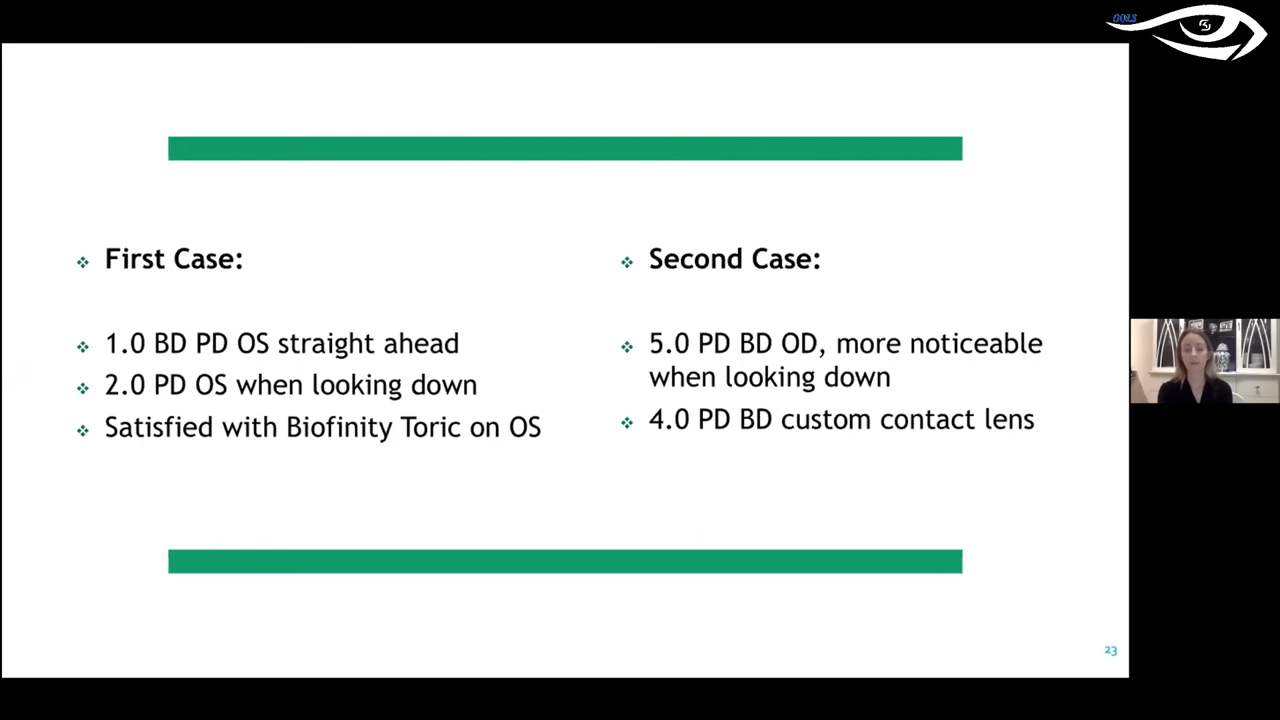 GOLS
First Case:
1.0 BD PD OS straight ahead
2.0 PD OS when looking down
Satisfied with Biofinity Toric on OS
Second Case:
5.0 PD BD OD, more noticeable
when looking down
4.0 PD BD custom contact lens
23